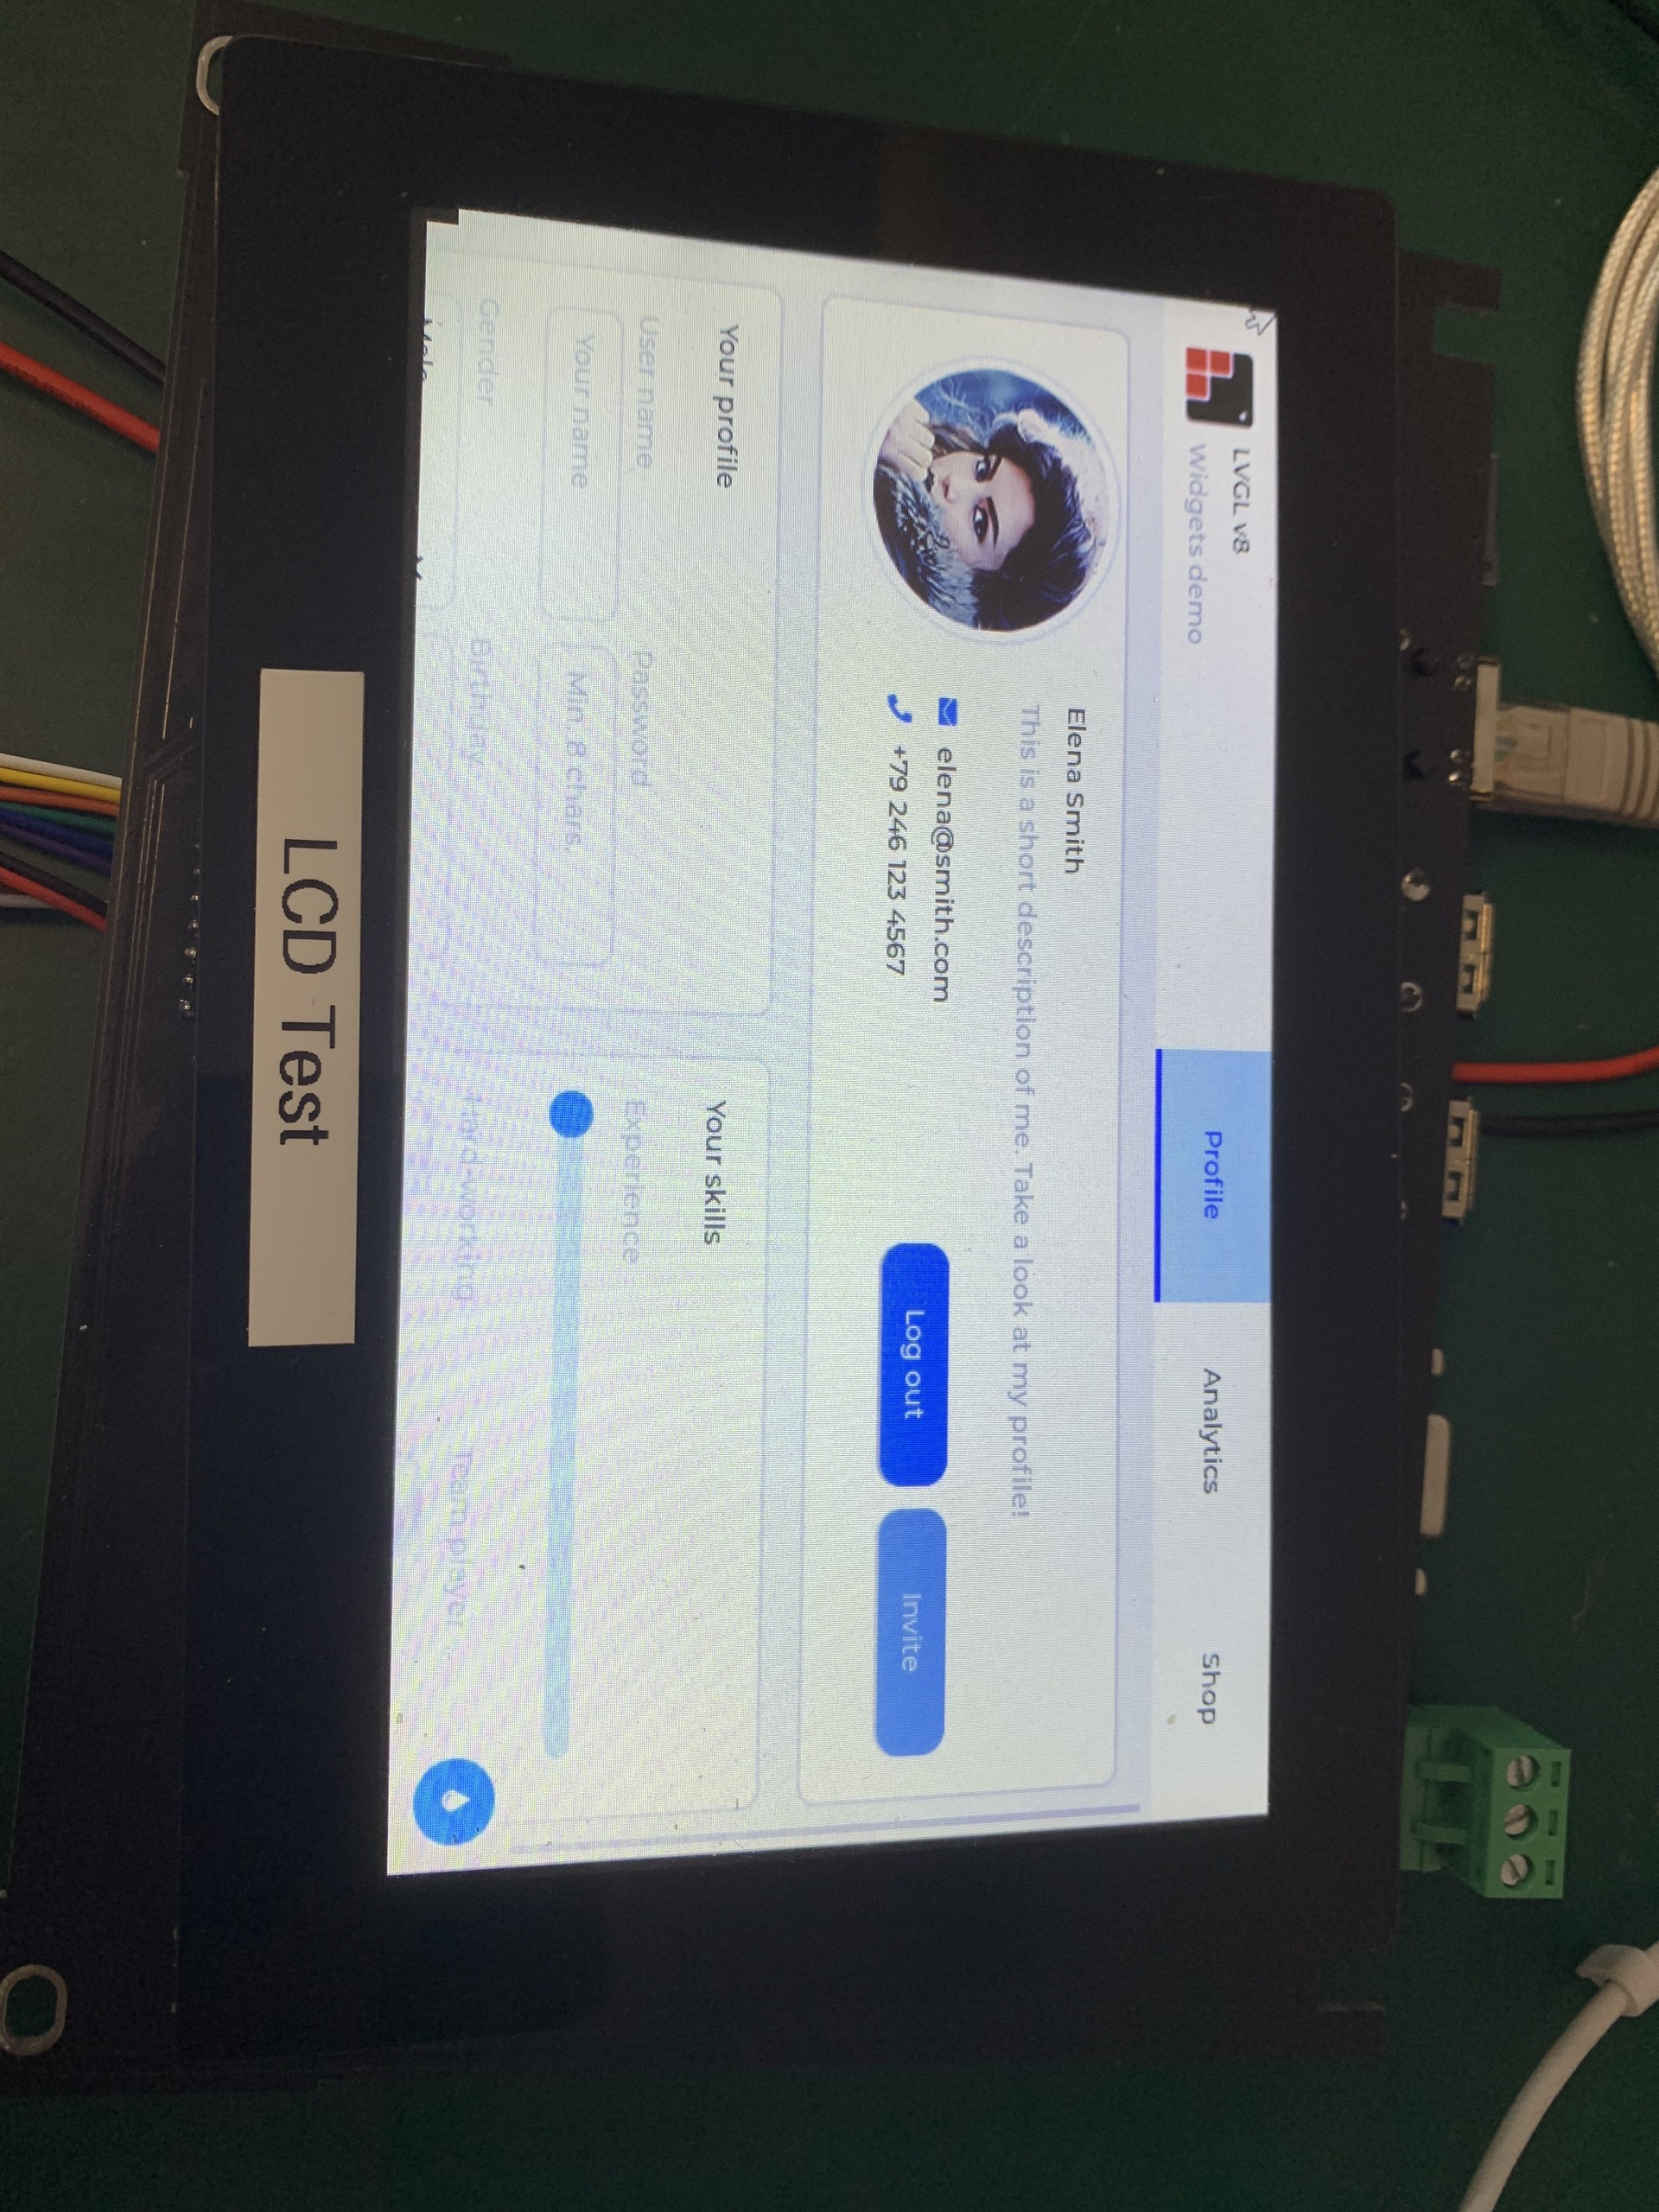 LVGL v8
Widgets demo
Profile
Analytics
Shop
Elena Smith
This is a short description of me. Take a look at my profile!
elena@smith.com
+79 246 123 4567
Log out
Invite
Your profile
User name
Password
Your name
Min. 8 chars.
Gender
Birthday
Male
Your skills
Experience
Hard-working
Team player
LCD Test